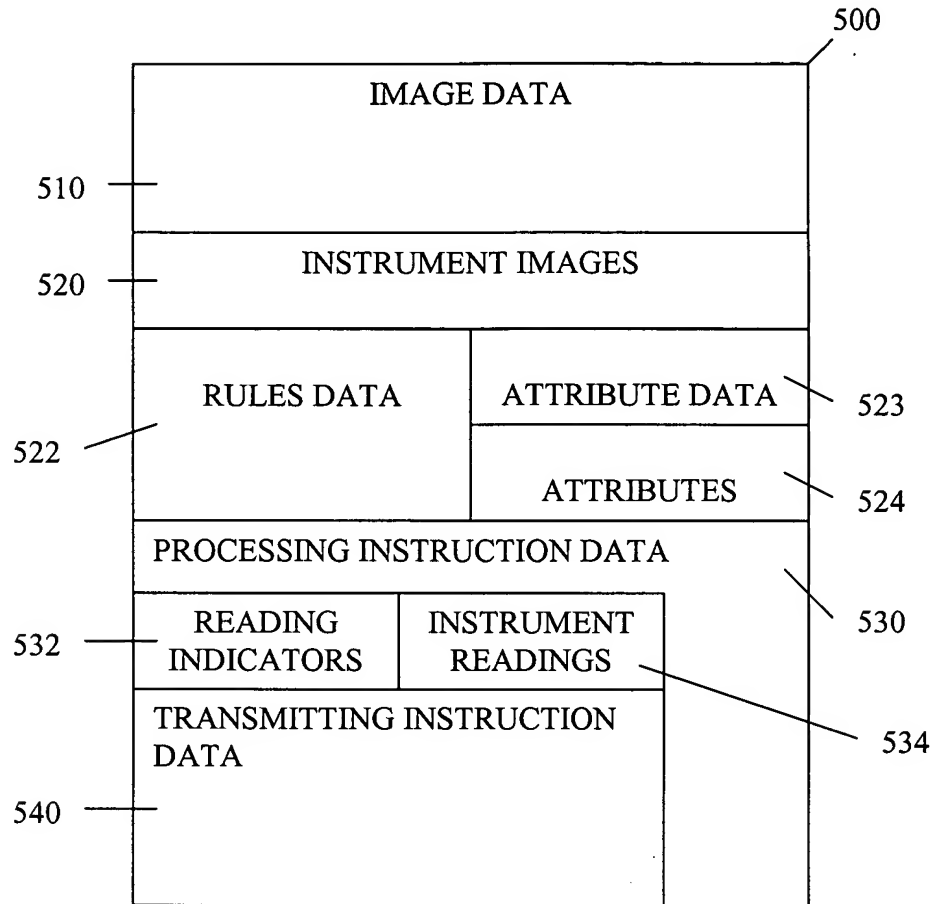 500
IMAGE DATA
510
INSTRUMENT IMAGES
520
RULES DATA
ATTRIBUTE DATA
523
522
ATTRIBUTES
524
PROCESSING INSTRUCTION DATA
530
532
READING
INDICATORS
INSTRUMENT
READINGS
534
TRANSMITTING INSTRUCTION
DATA
540